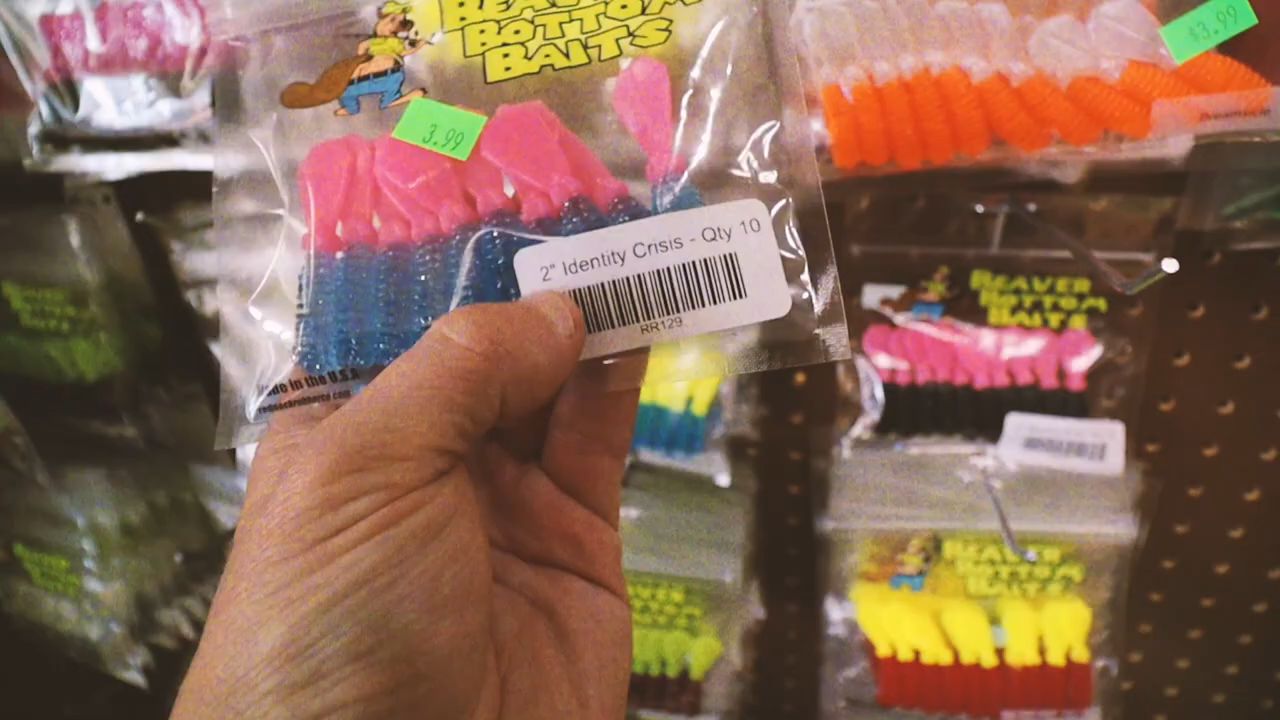 BEAVER
BOTTOM
BAITS
3.99
$3.99
2" Identity Crisis - Qty 10
RR129
Made in the U.S.A
BEAVER
BOTTOM
BAITS
BEAVER
BOTTOM
BAITS